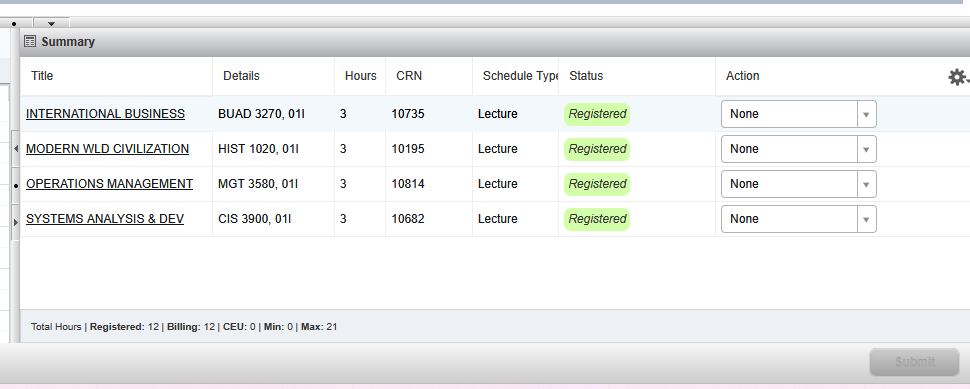 Summary
Title Details Hours CRN Schedule Type Status Action
INTERNATIONAL BUSINESS BUAD 3270, 01I 3 10735 Lecture Registered None
MODERN WLD CIVILIZATION HIST 1020, 01I 3 10195 Lecture Registered None
OPERATIONS MANAGEMENT MGT 3580, 01I 3 10814 Lecture Registered None
SYSTEMS ANALYSIS & DEV CIS 3900, 01I 3 10682 Lecture Registered None
Total Hours | Registered: 12 | Billing: 12 | CEU: 0 | Min: 0 | Max: 21
Submit